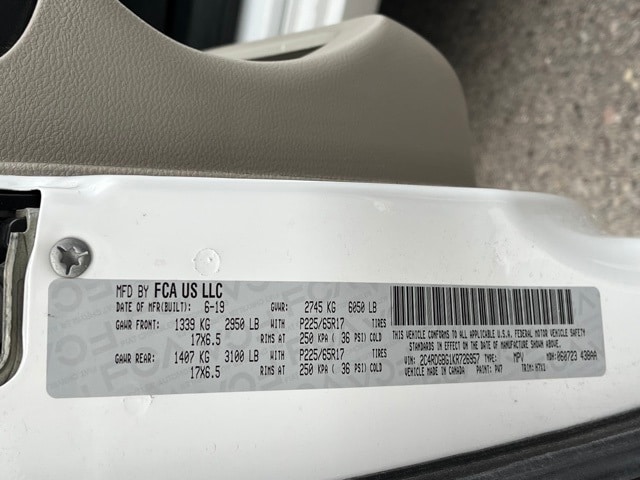 MFD BY FCA US LLC
DATE OF MFR(BUILT): 6-19 GVWR: 2745 KG 6050 LB
GAWR FRONT: 1339 KG 2950 LB WITH P225/65R17 TIRES
17X6.5 RIMS AT 250 KPA ( 36 PSI) COLD
GAWR REAR: 1407 KG 3100 LB WITH P225/65R17 TIRES
17X6.5 RIMS AT 250 KPA ( 36 PSI) COLD
THIS VEHICLE CONFORMS TO ALL APPLICABLE U.S.A. FEDERAL MOTOR VEHICLE SAFETY
STANDARDS IN EFFECT ON THE DATE OF MANUFACTURE SHOWN ABOVE.
VIN: TYPE: MPV
VEHICLE MADE IN CANADA PAINT: PW7 TRIM: